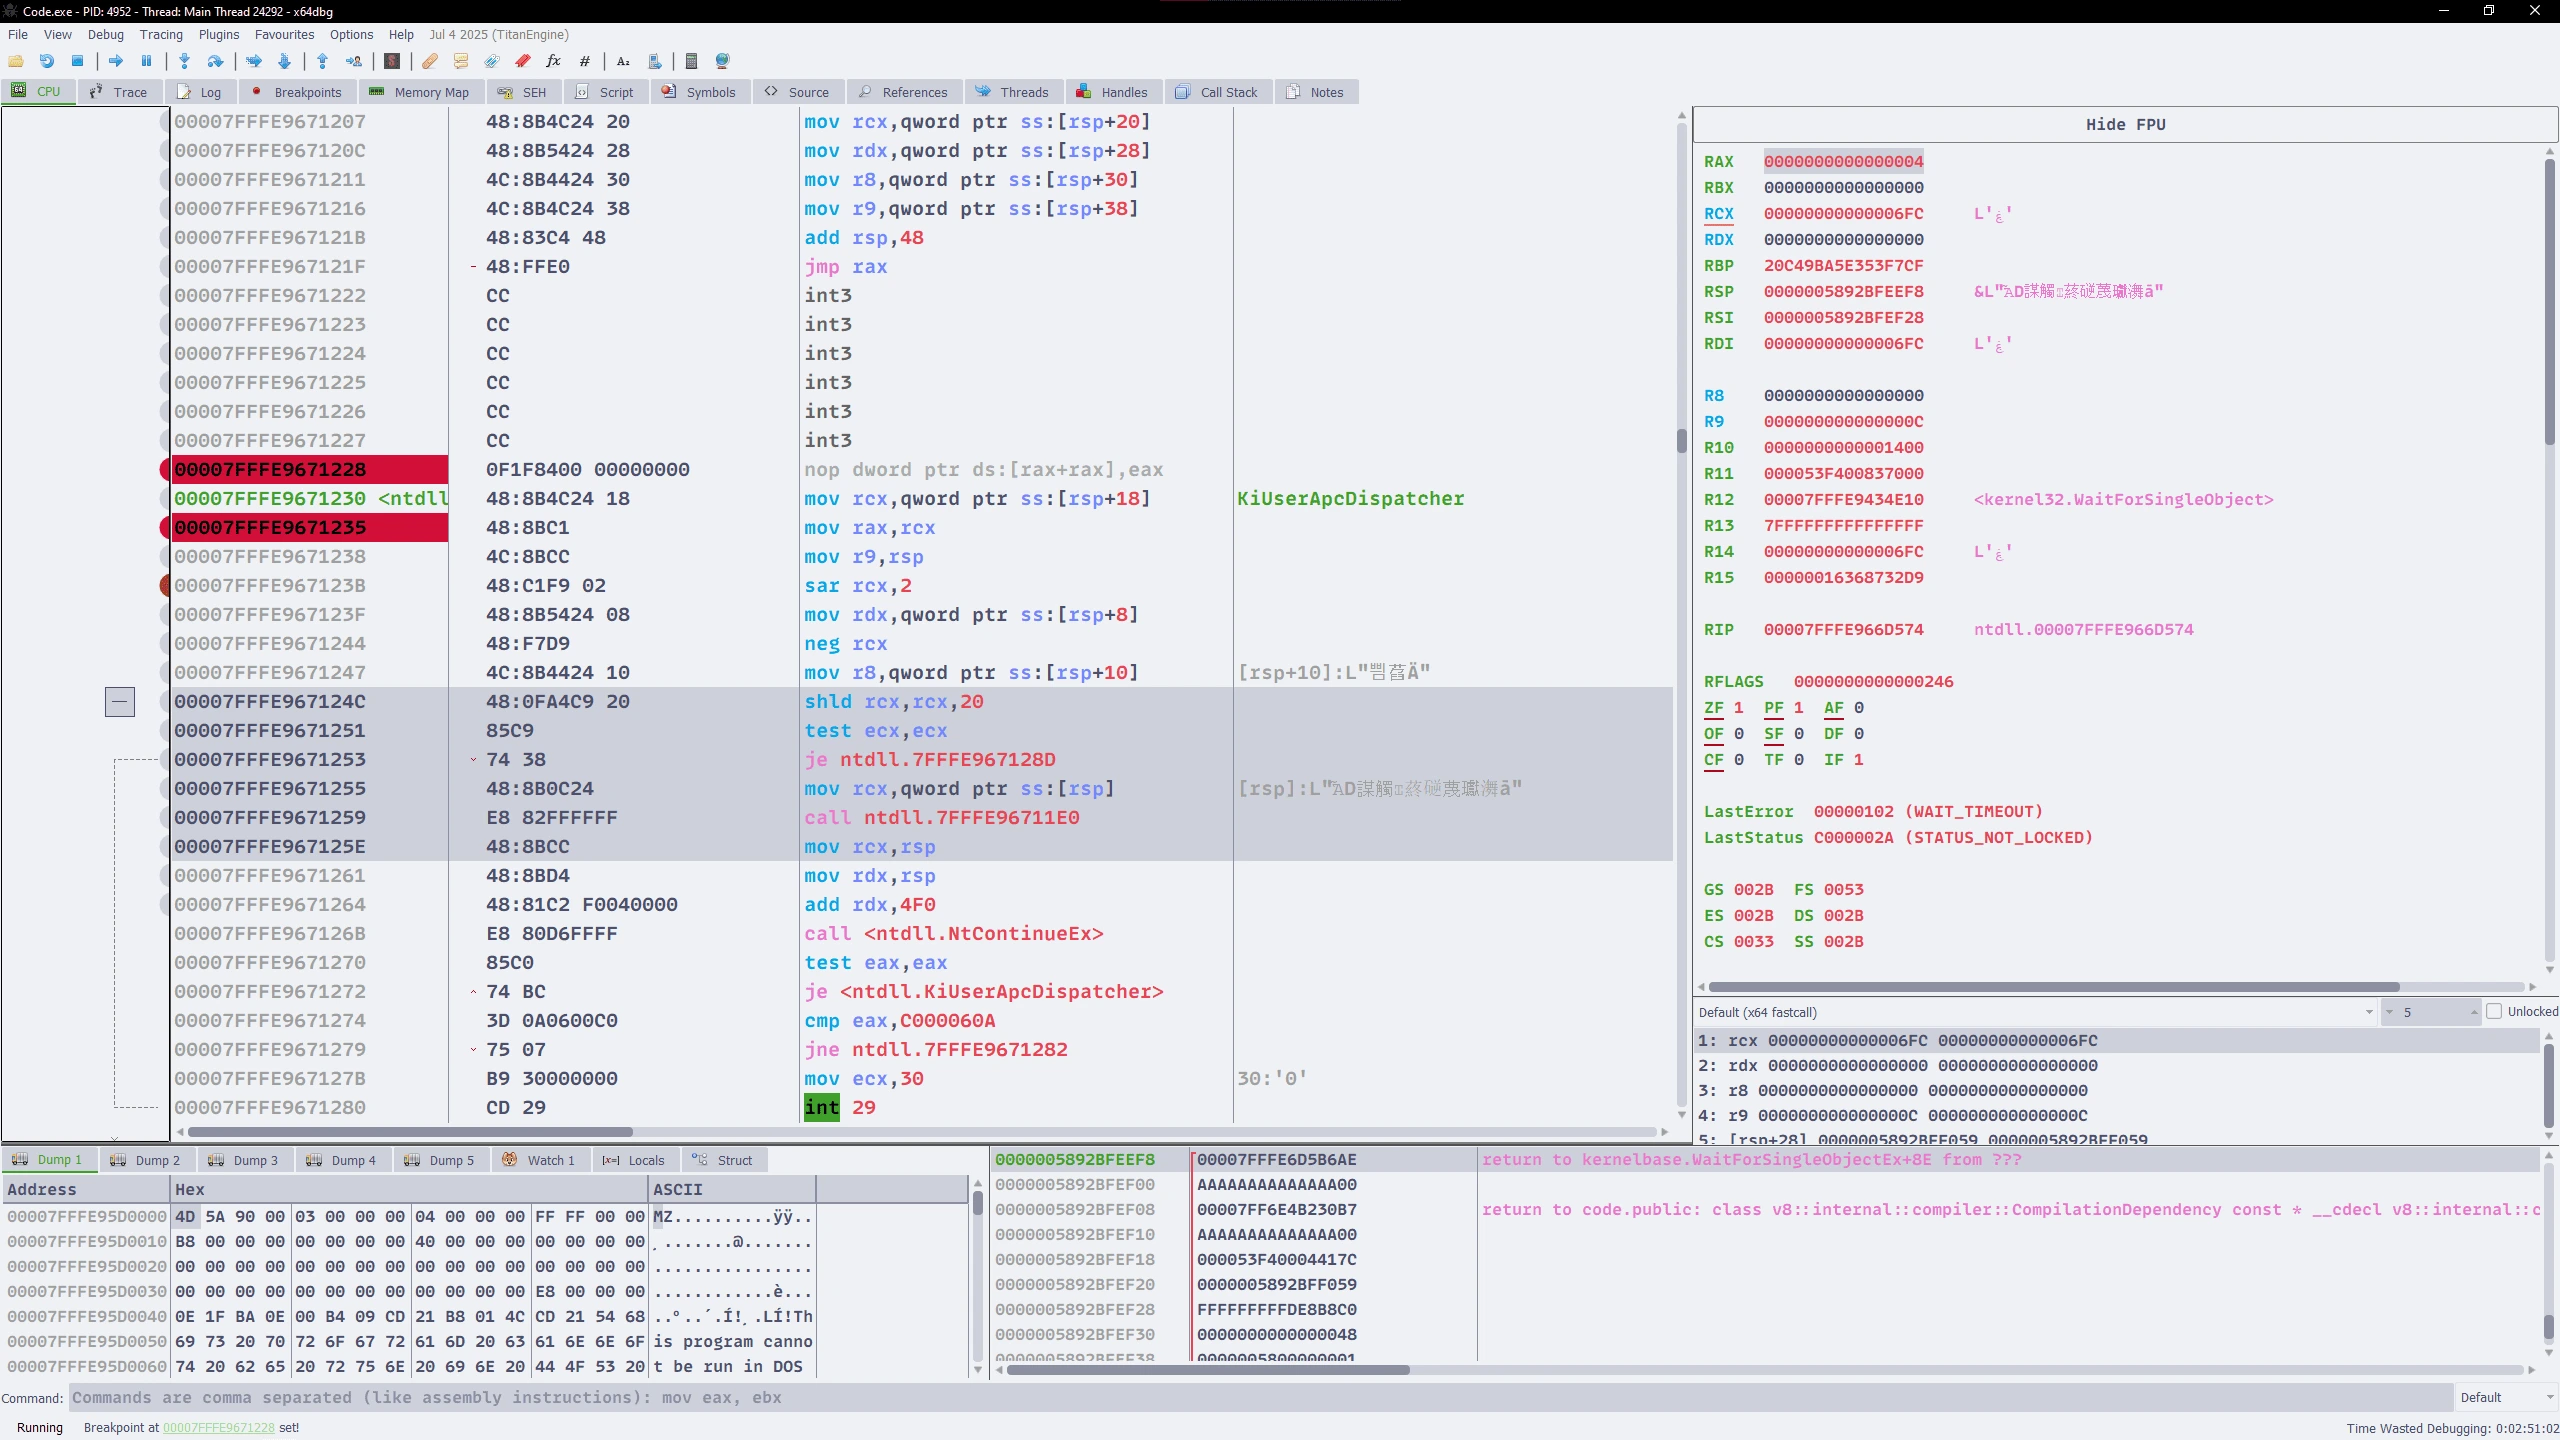 Code.exe - PID: 4952 - Thread: Main Thread 24292 - x64dbg
File View Debug Tracing Plugins Favourites Options Help Jul 4 2025 (TitanEngine)
CPU Trace Log Breakpoints Memory Map SEH Script Symbols Source References Threads Handles Call Stack Notes
00007FFFE9671207 48:8B4C24 20 mov rcx,qword ptr ss:[rsp+20]
00007FFFE967120C 48:8B5424 28 mov rdx,qword ptr ss:[rsp+28]
00007FFFE9671211 4C:8B4424 30 mov r8,qword ptr ss:[rsp+30]
00007FFFE9671216 4C:8B4C24 38 mov r9,qword ptr ss:[rsp+38]
00007FFFE967121B 48:83C4 48 add rsp,48
00007FFFE967121F - 48:FFE0 jmp rax
00007FFFE9671222 CC int3
00007FFFE9671223 CC int3
00007FFFE9671224 CC int3
00007FFFE9671225 CC int3
00007FFFE9671226 CC int3
00007FFFE9671227 CC int3
00007FFFE9671228 0F1F8400 00000000 nop dword ptr ds:[rax+rax],eax
00007FFFE9671230 <ntdll 48:8B4C24 18 mov rcx,qword ptr ss:[rsp+18] KiUserApcDispatcher
00007FFFE9671235 48:8BC1 mov rax,rcx
00007FFFE9671238 4C:8BCC mov r9,rsp
00007FFFE967123B 48:C1F9 02 sar rcx,2
00007FFFE967123F 48:8B5424 08 mov rdx,qword ptr ss:[rsp+8]
00007FFFE9671244 48:F7D9 neg rcx
00007FFFE9671247 4C:8B4424 10 mov r8,qword ptr ss:[rsp+10]
00007FFFE967124C 48:0FA4C9 20 shld rcx,rcx,20
00007FFFE9671251 85C9 test ecx,ecx
00007FFFE9671253 74 38 je ntdll.7FFFE967128D
00007FFFE9671255 48:8B0C24 mov rcx,qword ptr ss:[rsp]
00007FFFE9671259 E8 82FFFFFF call ntdll.7FFFE96711E0
00007FFFE967125E 48:8BCC mov rcx,rsp
00007FFFE9671261 48:8BD4 mov rdx,rsp
00007FFFE9671264 48:81C2 F0040000 add rdx,4F0
00007FFFE967126B E8 80D6FFFF call <ntdll.NtContinueEx>
00007FFFE9671270 85C0 test eax,eax
00007FFFE9671272 74 BC je <ntdll.KiUserApcDispatcher>
00007FFFE9671274 3D 0A0600C0 cmp eax,C000060A
00007FFFE9671279 75 07 jne ntdll.7FFFE9671282
00007FFFE967127B B9 30000000 mov ecx,30 30:'0'
00007FFFE9671280 CD 29 int 29
Hide FPU
RAX 0000000000000004
RBX 0000000000000000
RCX 00000000000006FC
RDX 0000000000000000
RBP 20C49BA5E353F7CF
RSP 0000005892BFEEF8
RSI 0000005892BFEF28
RDI 00000000000006FC
R8 0000000000000000
R9 000000000000000C
R10 0000000000001400
R11 000053F400837000
R12 00007FFFE9434E10 <kernel32.WaitForSingleObject>
R13 7FFFFFFFFFFFFFFF
R14 00000000000006FC
R15 00000016368732D9
RIP 00007FFFE966D574 ntdll.00007FFFE966D574
RFLAGS 0000000000000246
ZF 1 PF 1 AF 0
OF 0 SF 0 DF 0
CF 0 TF 0 IF 1
LastError 00000102 (WAIT_TIMEOUT)
LastStatus C000002A (STATUS_NOT_LOCKED)
GS 002B FS 0053
ES 002B DS 002B
CS 0033 SS 002B
Default (x64 fastcall) 5 Unlocked
1: rcx 00000000000006FC 00000000000006FC
2: rdx 0000000000000000 0000000000000000
3: r8 0000000000000000 0000000000000000
4: r9 000000000000000C 000000000000000C
5: [rsp+28] 0000005892BFF059 0000005892BFF059
Dump 1 Dump 2 Dump 3 Dump 4 Dump 5 Watch 1 [x=] Locals Struct
Address Hex ASCII
00007FFFE95D0000 4D 5A 90 00 03 00 00 00 04 00 00 00 FF FF 00 00 MZ..........ÿÿ..
00007FFFE95D0010 B8 00 00 00 00 00 00 00 40 00 00 00 00 00 00 00 ¸.......@.......
00007FFFE95D0020 00 00 00 00 00 00 00 00 00 00 00 00 00 00 00 00 ................
00007FFFE95D0030 00 00 00 00 00 00 00 00 00 00 00 00 E8 00 00 00 ............è...
00007FFFE95D0040 0E 1F BA 0E 00 B4 09 CD 21 B8 01 4C CD 21 54 68 ..º..´.Í!¸.LÍ!Th
00007FFFE95D0050 69 73 20 70 72 6F 67 72 61 6D 20 63 61 6E 6E 6F is program canno
00007FFFE95D0060 74 20 62 65 20 72 75 6E 20 69 6E 20 44 4F 53 20 t be run in DOS
0000005892BFEEF8 00007FFFE6D5B6AE return to kernelbase.WaitForSingleObjectEx+8E from ???
0000005892BFEF00 AAAAAAAAAAAAAA00
0000005892BFEF08 00007FF6E4B230B7 return to code.public: class v8::internal::compiler::CompilationDependency const * __cdecl v8::internal::c
0000005892BFEF10 AAAAAAAAAAAAAA00
0000005892BFEF18 000053F40004417C
0000005892BFEF20 0000005892BFF059
0000005892BFEF28 FFFFFFFFFDE8B8C0
0000005892BFEF30 0000000000000048
0000005892BFEF38 0000005800000001
Command: Commands are comma separated (like assembly instructions): mov eax, ebx Default
Running Breakpoint at 00007FFFE9671228 set! Time Wasted Debugging: 0:02:51:02